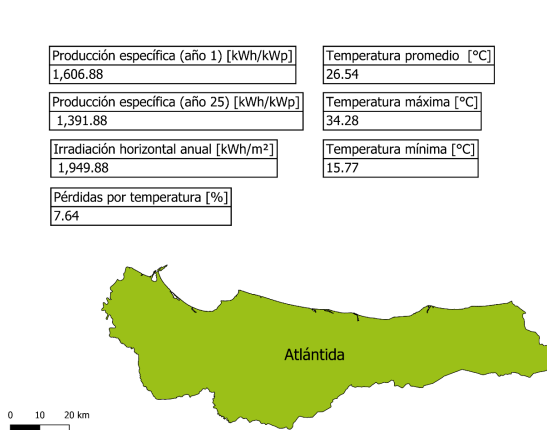 Producción específica (año 1) [kWh/kWp]
1,606.88
Temperatura promedio [°C]
26.54
Producción específica (año 25) [kWh/kWp]
1,391.88
Temperatura máxima [°C]
34.28
Irradiación horizontal anual [kWh/m²]
1,949.88
Temperatura mínima [°C]
15.77
Pérdidas por temperatura [%]
7.64
Atlántida
0 10 20 km